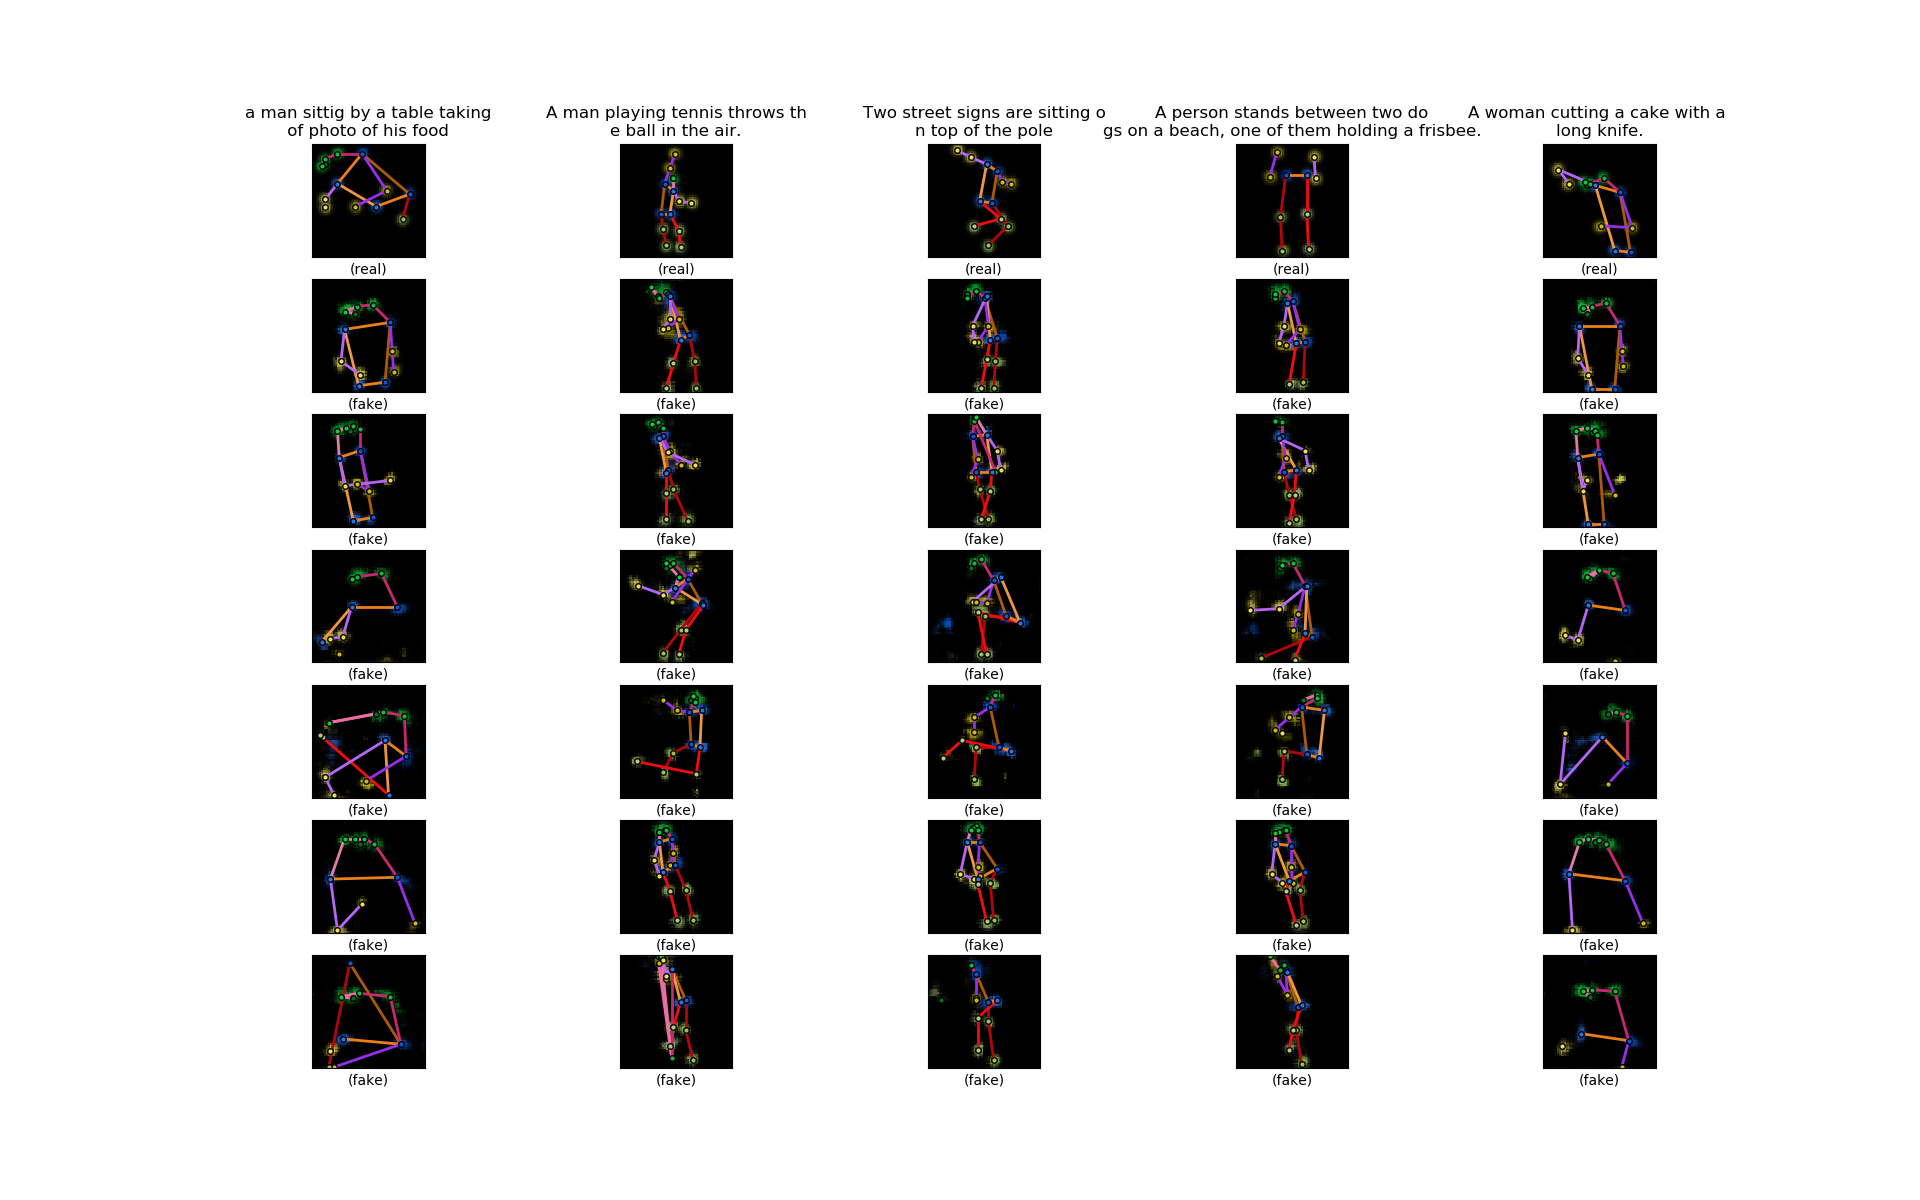 a man sittig by a table taking
of photo of his food
A man playing tennis throws th
e ball in the air.
Two street signs are sitting o
n top of the pole
A person stands between two do
gs on a beach, one of them holding a frisbee.
A woman cutting a cake with a
long knife.
(real) (real) (real) (real) (real)
(fake) (fake) (fake) (fake) (fake)
(fake) (fake) (fake) (fake) (fake)
(fake) (fake) (fake) (fake) (fake)
(fake) (fake) (fake) (fake) (fake)
(fake) (fake) (fake) (fake) (fake)
(fake) (fake) (fake) (fake) (fake)